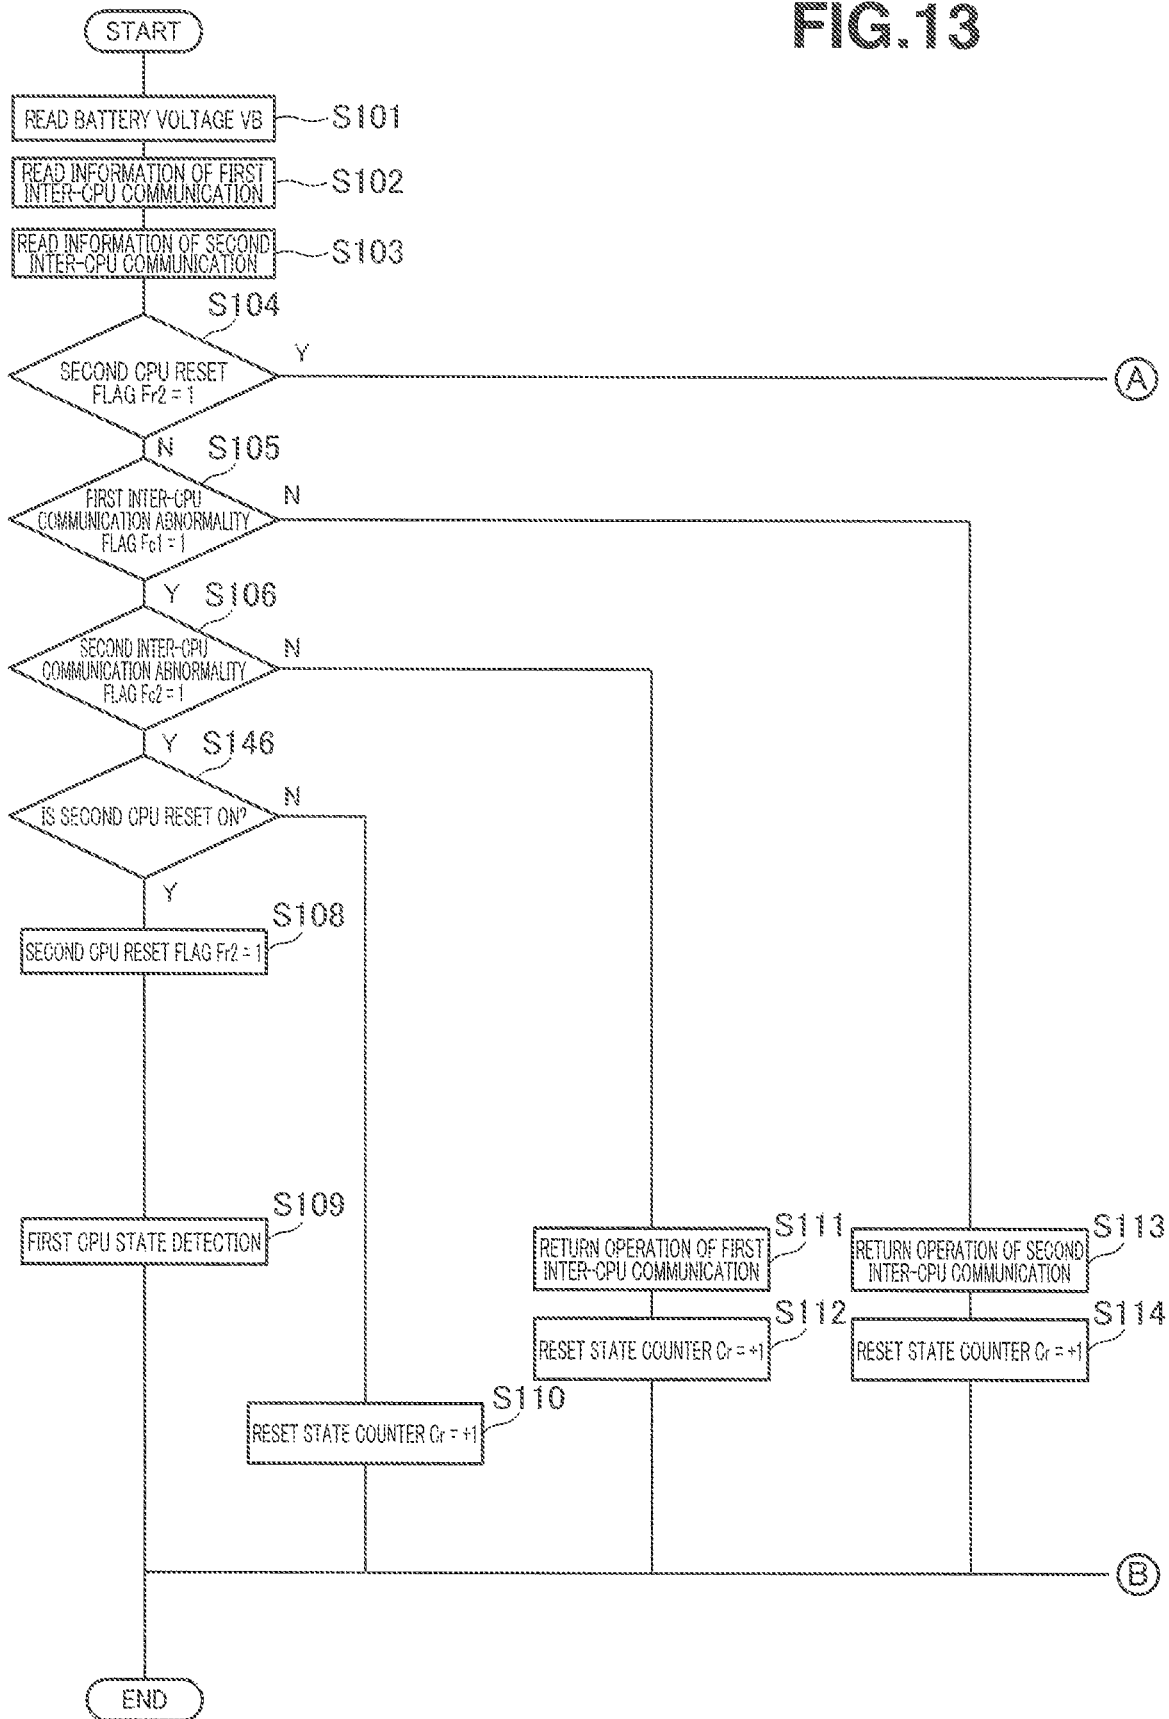 FIG.13
START
READ BATTERY VOLTAGE VB
S101
READ INFORMATION OF FIRST
INTER-CPU COMMUNICATION
S102
READ INFORMATION OF SECOND
INTER-CPU COMMUNICATION
S103
S104
SECOND CPU RESET
FLAG Fr2 = 1
Y
A
N
S105
FIRST INTER-CPU
COMMUNICATION ABNORMALITY
FLAG Fc1 = 1
N
Y
S106
SECOND INTER-CPU
COMMUNICATION ABNORMALITY
FLAG Fc2 = 1
N
Y
S146
IS SECOND CPU RESET ON?
N
Y
S108
SECOND CPU RESET FLAG Fr2 = 1
S109
FIRST CPU STATE DETECTION
S111
RETURN OPERATION OF FIRST
INTER-CPU COMMUNICATION
S113
RETURN OPERATION OF SECOND
INTER-CPU COMMUNICATION
S112
RESET STATE COUNTER Cr = +1
S114
RESET STATE COUNTER Cr = +1
S110
RESET STATE COUNTER Cr = +1
B
END